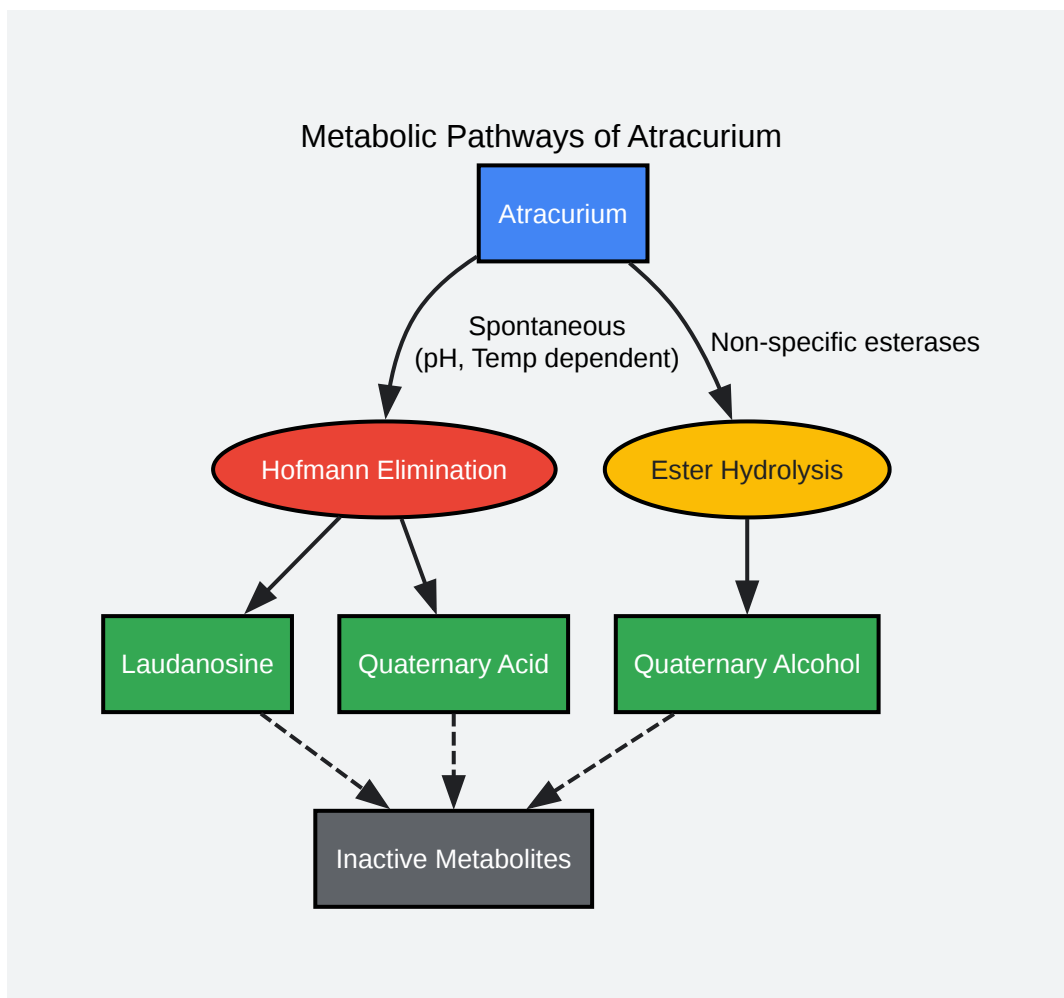 Metabolic Pathways of Atracurium
Atracurium
Spontaneous
(pH, Temp dependent)
Non-specific esterases
Hofmann Elimination
Ester Hydrolysis
Laudanosine
Quaternary Acid
Quaternary Alcohol
Inactive Metabolites